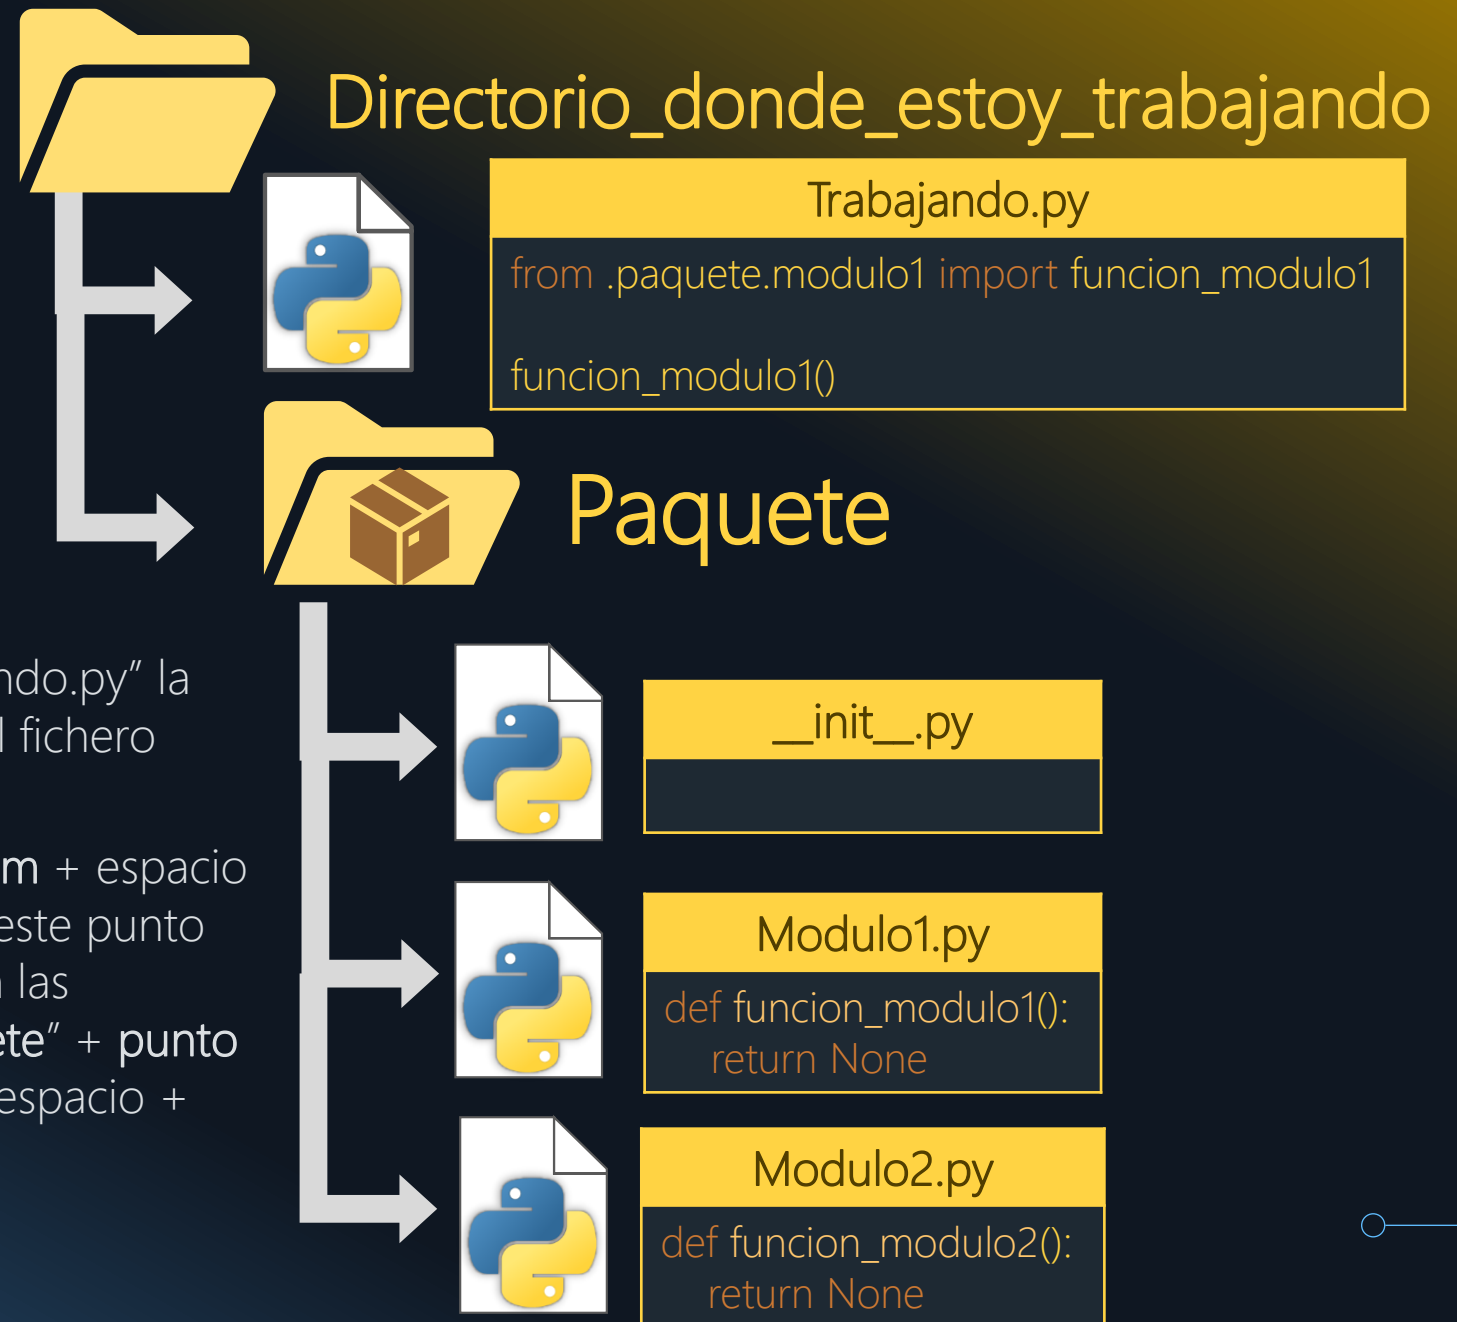 Directorio_donde_estoy_trabajando
Trabajando.py
from .paquete.modulo1 import funcion_modulo1
funcion_modulo1()
Paquete
ndo.py” la
l fichero
m + espacio
este punto
las
ete” + punto
espacio +
__init__.py
Modulo1.py
def funcion_modulo1():
return None
Modulo2.py
def funcion_modulo2():
return None